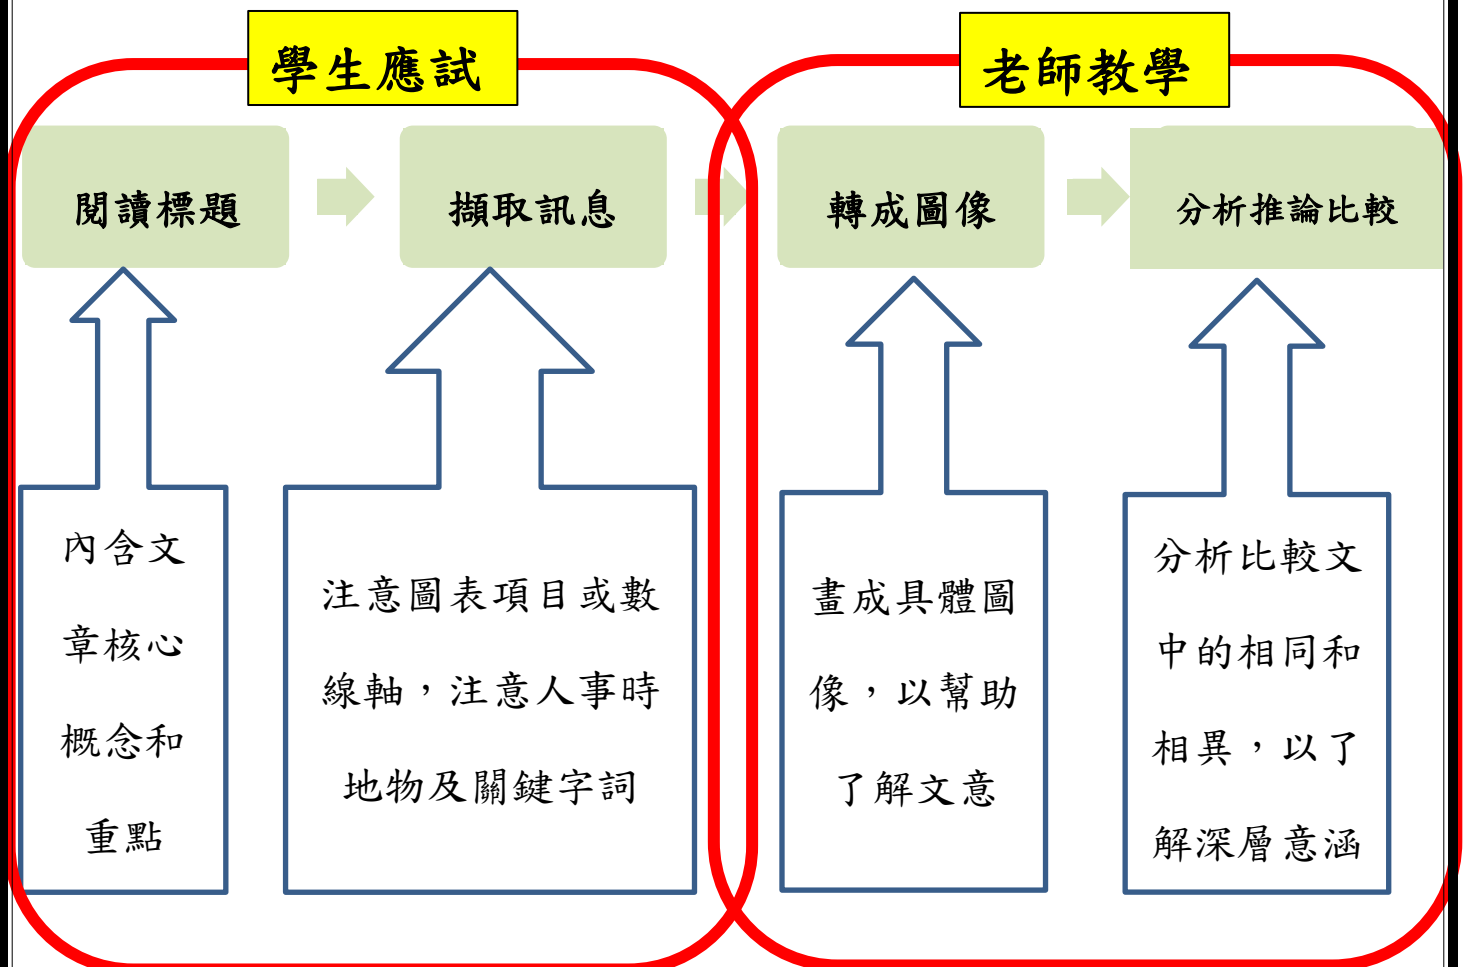 學生應試
老師教學
閱讀標題
擷取訊息
轉成圖像
分析推論比較
內含文
章核心
概念和
重點
注意圖表項目或數
線軸，注意人事時
地物及關鍵字詞
畫成具體圖
像，以幫助
了解文意
分析比較文
中的相同和
相異，以了
解深層意涵